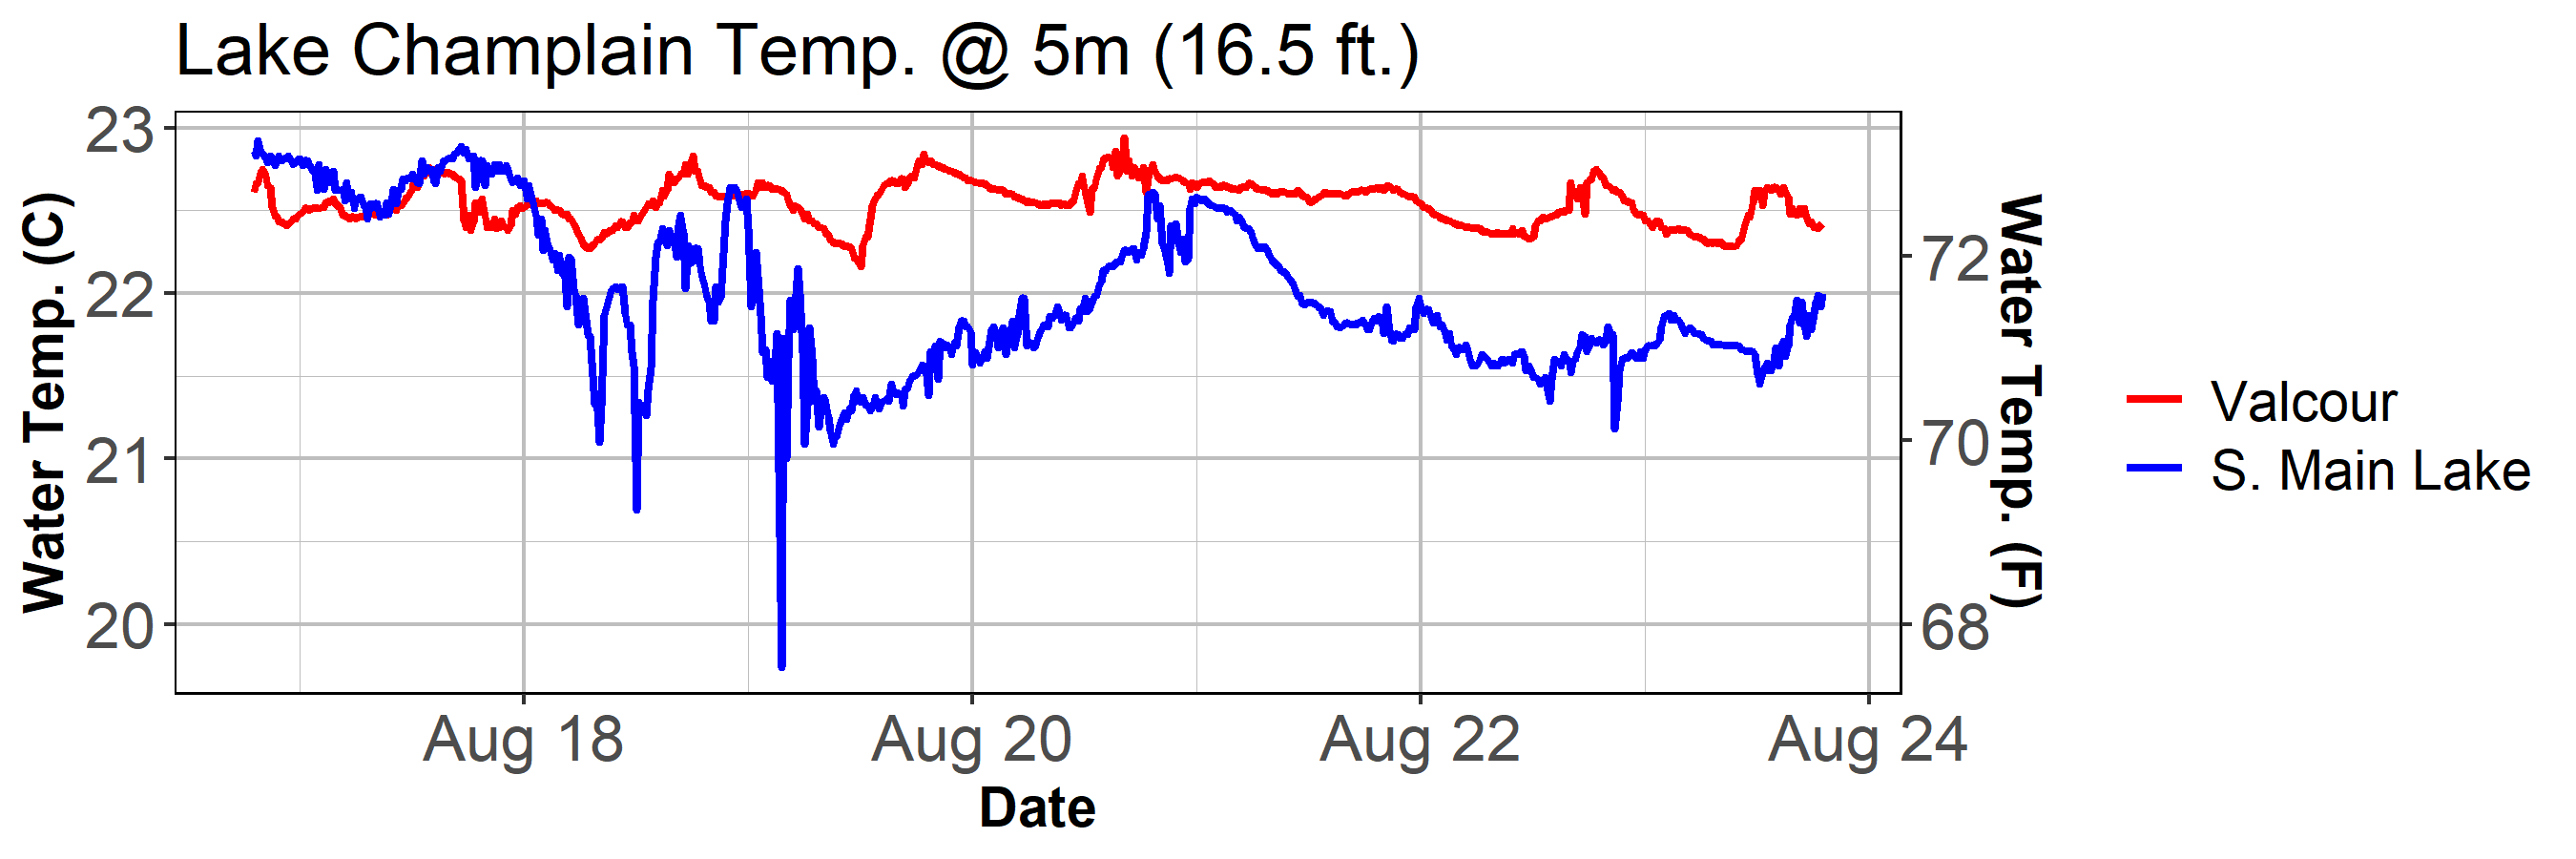 Lake Champlain Temp. @ 5m (16.5 ft.)
Water Temp. (C)
23
22
21
20
Water Temp. (F)
72
70
68
Aug 18
Aug 20
Aug 22
Aug 24
Date
Valcour
S. Main Lake